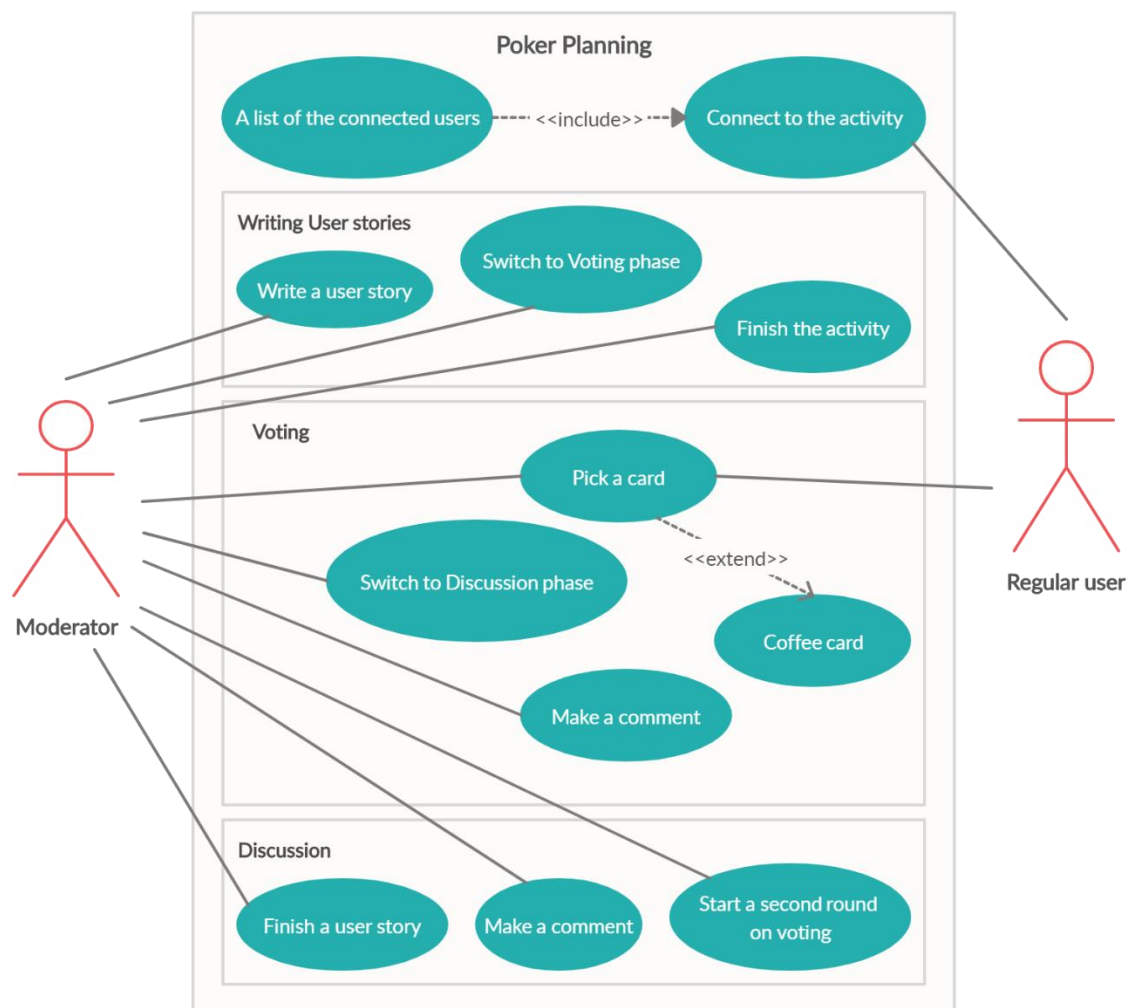 Poker Planning
A list of the connected users
<<include>>
Connect to the activity
Writing User stories
Switch to Voting phase
Write a user story
Finish the activity
Voting
Pick a card
<<extend>>
Switch to Discussion phase
Coffee card
Make a comment
Moderator
Regular user
Discussion
Finish a user story
Make a comment
Start a second round
on voting